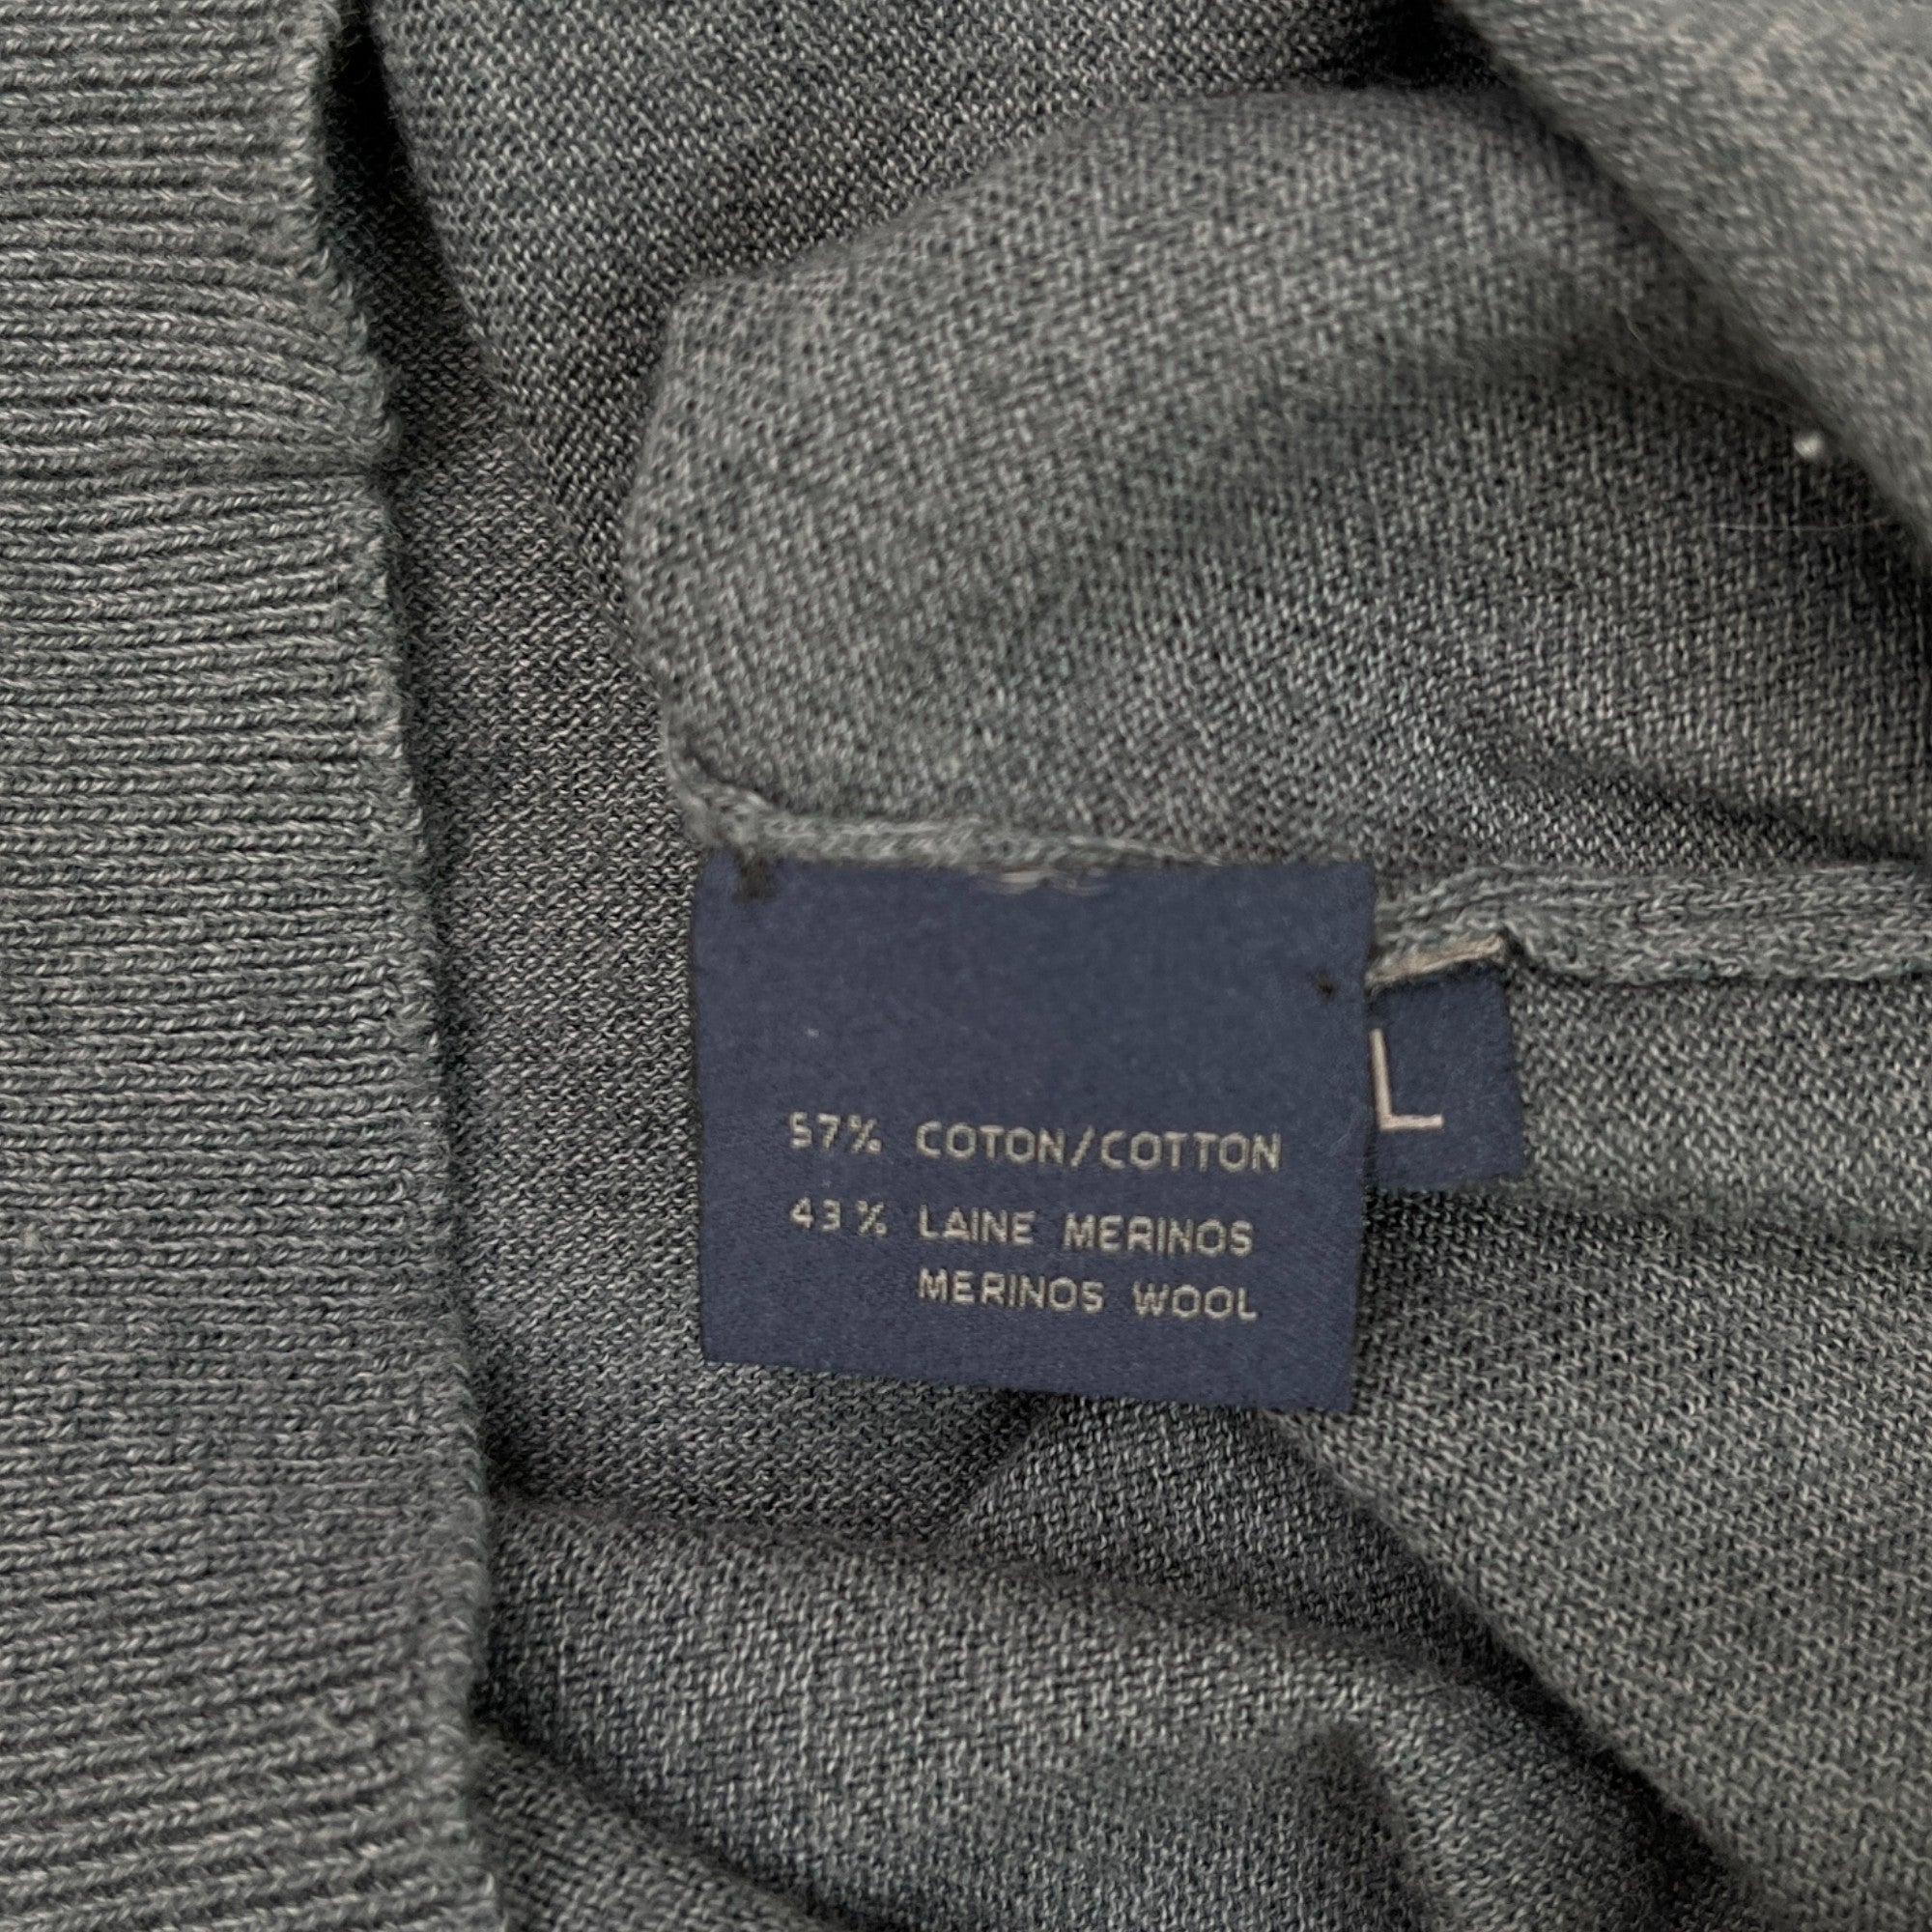 57% COTON/COTTON
43% LAINE MERINOS
MERINOS WOOL
L